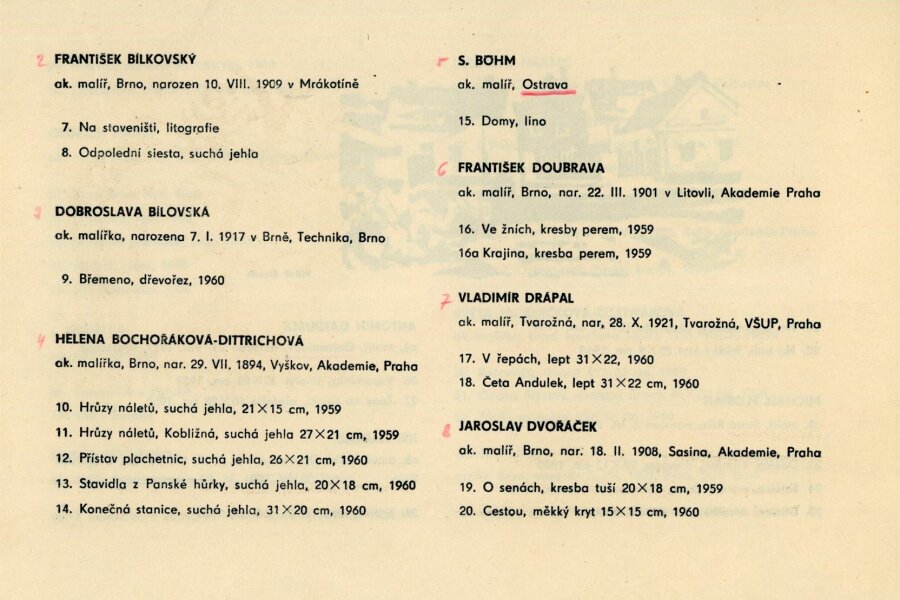 2 FRANTIŠEK BÍLKOVSKÝ
ak. malíř, Brno, narozen 10. VIII. 1909 v Mrákotíně
7. Na staveništi, litografie
8. Odpolední siesta, suchá jehla
3 DOBROSLAVA BÍLOVSKÁ
ak. malířka, narozena 7. I. 1917 v Brně, Technika, Brno
9. Břemeno, dřevořez, 1960
4 HELENA BOCHOŘÁKOVÁ-DITTRICHOVÁ
ak. malířka, Brno, nar. 29. VII. 1894, Vyškov, Akademie, Praha
10. Hrůzy náletů, suchá jehla, 21×15 cm, 1959
11. Hrůzy náletů, Kobližná, suchá jehla 27×21 cm, 1959
12. Přístav plachetnic, suchá jehla, 26×21 cm, 1960
13. Stavidla z Panské hůrky, suchá jehla, 20×18 cm, 1960
14. Konečná stanice, suchá jehla, 31×20 cm, 1960
5 S. BÖHM
ak. malíř, Ostrava
15. Domy, lino
6 FRANTIŠEK DOUBRAVA
ak. malíř, Brno, nar. 22. III. 1901 v Litovli, Akademie Praha
16. Ve žních, kresby perem, 1959
16a Krajina, kresba perem, 1959
7 VLADIMÍR DRÁPAL
ak. malíř, Tvarožná, nar, 28. X. 1921, Tvarožná, VŠUP, Praha
17. V řepách, lept 31×22, 1960
18. Četa Andulek, lept 31×22 cm, 1960
8 JAROSLAV DVOŘÁČEK
ak. malíř, Brno, nar. 18. II. 1908, Sasina, Akademie, Praha
19. O senách, kresba tuší 20×18 cm, 1959
20. Cestou, měkký kryt 15×15 cm, 1960